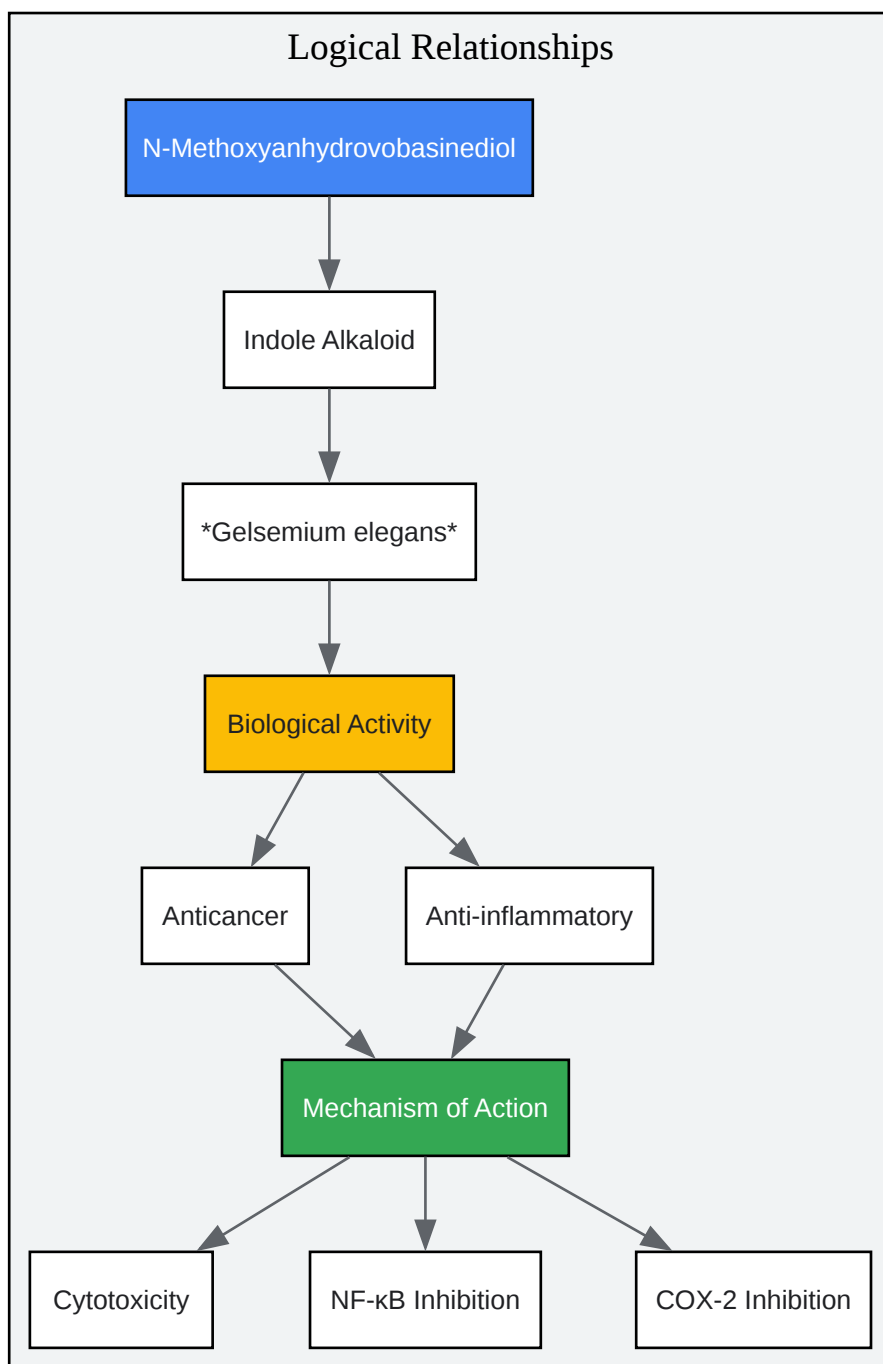 Logical Relationships
N-Methoxyanhydrovobasinediol
Indole Alkaloid
*Gelsemium elegans*
Biological Activity
Anticancer
Anti-inflammatory
Mechanism of Action
Cytotoxicity
NF-κB Inhibition
COX-2 Inhibition